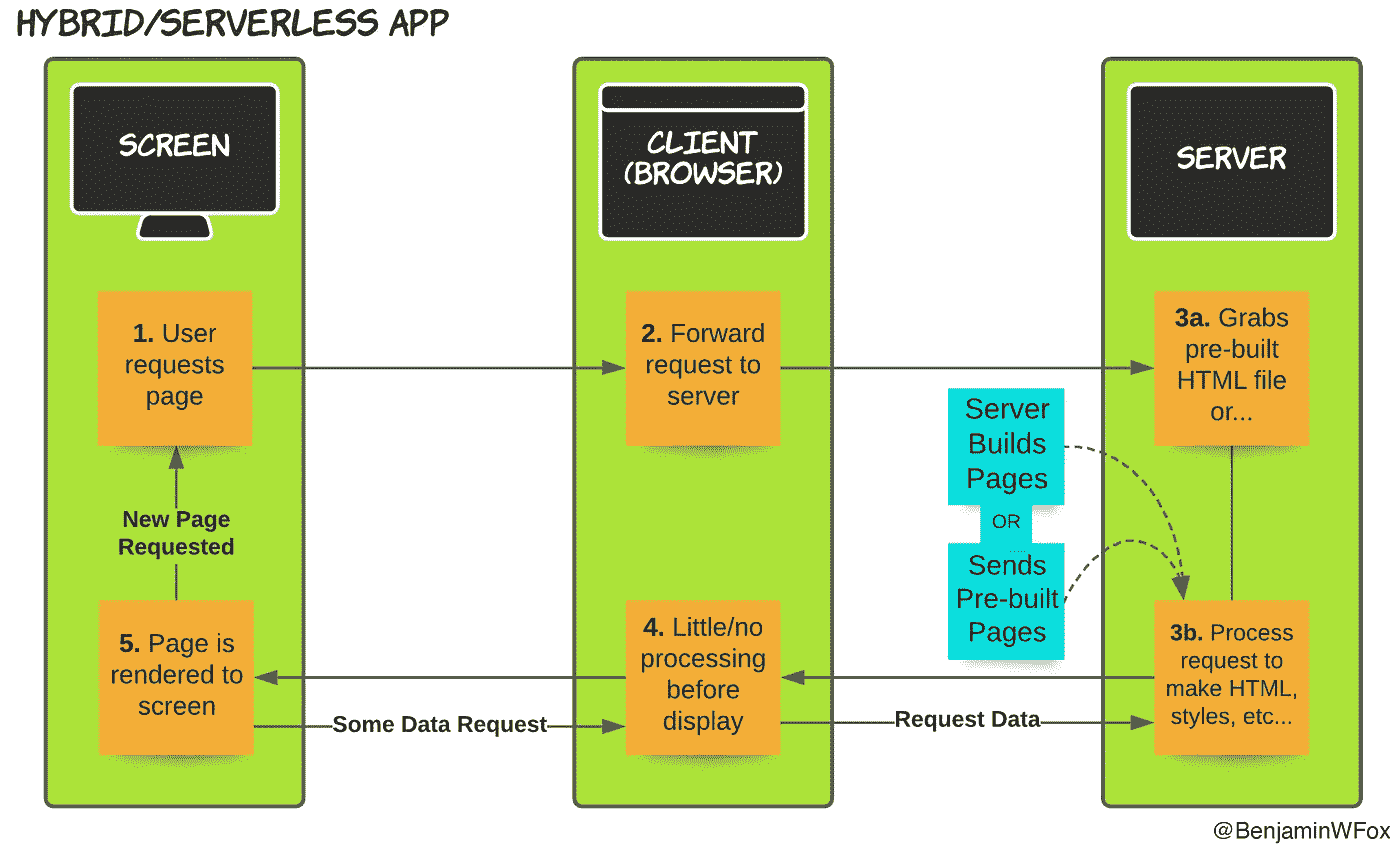 HYBRID/SERVERLESS APP
SCREEN
CLIENT
(BROWSER)
SERVER
1. User
requests
page
2. Forward
request to
server
3a. Grabs
pre-built
HTML file
or...
Server
Builds
Pages
OR
Sends
Pre-built
Pages
New Page
Requested
5. Page is
rendered to
screen
4. Little/no
processing
before
display
3b. Process
request to
make HTML,
styles, etc...
Some Data Request
Request Data
@BenjaminWFox